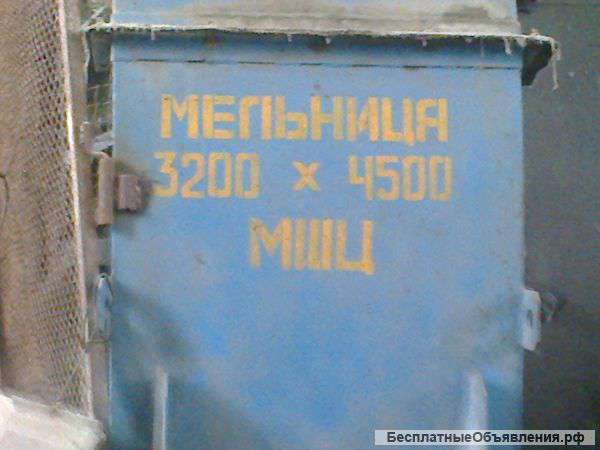 МЕЛЬНИЦА
3200 х 4500
МШЦ
БесплатныеОбъявления.рф